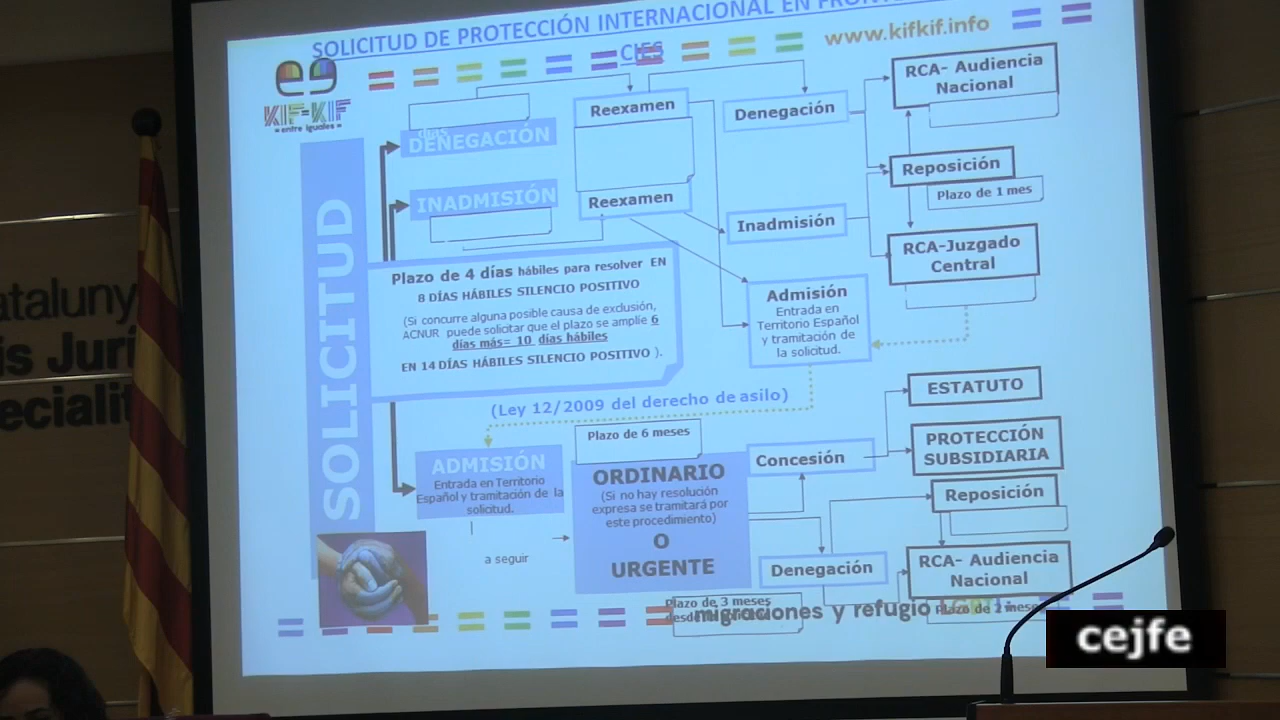 SOLICITUD DE PROTECCIÓN INTERNACIONAL EN
CIES
www.kifkif.info
KIF-KIF
= entre iguales =
SOLICITUD
días
DENEGACIÓN
INADMISIÓN
Reexamen
Reexamen
Denegación
Inadmisión
RCA- Audiencia
Nacional
Reposición
Plazo de 1 mes
RCA-Juzgado
Central
Plazo de 4 días hábiles para resolver EN
8 DÍAS HÁBILES SILENCIO POSITIVO
(Si concurre alguna posible causa de exclusión,
ACNUR puede solicitar que el plazo se amplíe 6
días más= 10 días hábiles
EN 14 DÍAS HÁBILES SILENCIO POSITIVO ).
Admisión
Entrada en
Territorio Español
y tramitación de
la solicitud.
(Ley 12/2009 del derecho de asilo)
ADMISIÓN
Entrada en Territorio
Español y tramitación de la
solicitud.
a seguir
Plazo de 6 meses
ORDINARIO
(Si no hay resolución
expresa se tramitará por
este procedimiento)
O
URGENTE
Plazo de 3 meses
Concesión
Denegación
ESTATUTO
PROTECCIÓN
SUBSIDIARIA
Reposición
RCA- Audiencia
Nacional
Plazo de 2 meses
migraciones y refugio
ataluny
is Jurí
pecialit
cejfe